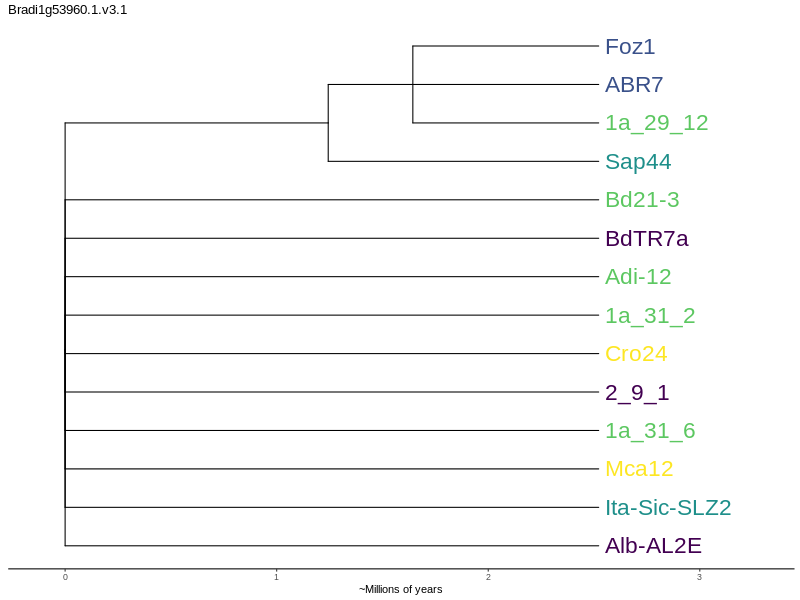 Bradi1g53960.1.v3.1
Foz1
ABR7
1a_29_12
Sap44
Bd21-3
BdTR7a
Adi-12
1a_31_2
Cro24
2_9_1
1a_31_6
Mca12
Ita-Sic-SLZ2
Alb-AL2E
0 1 2 3
~Millions of years